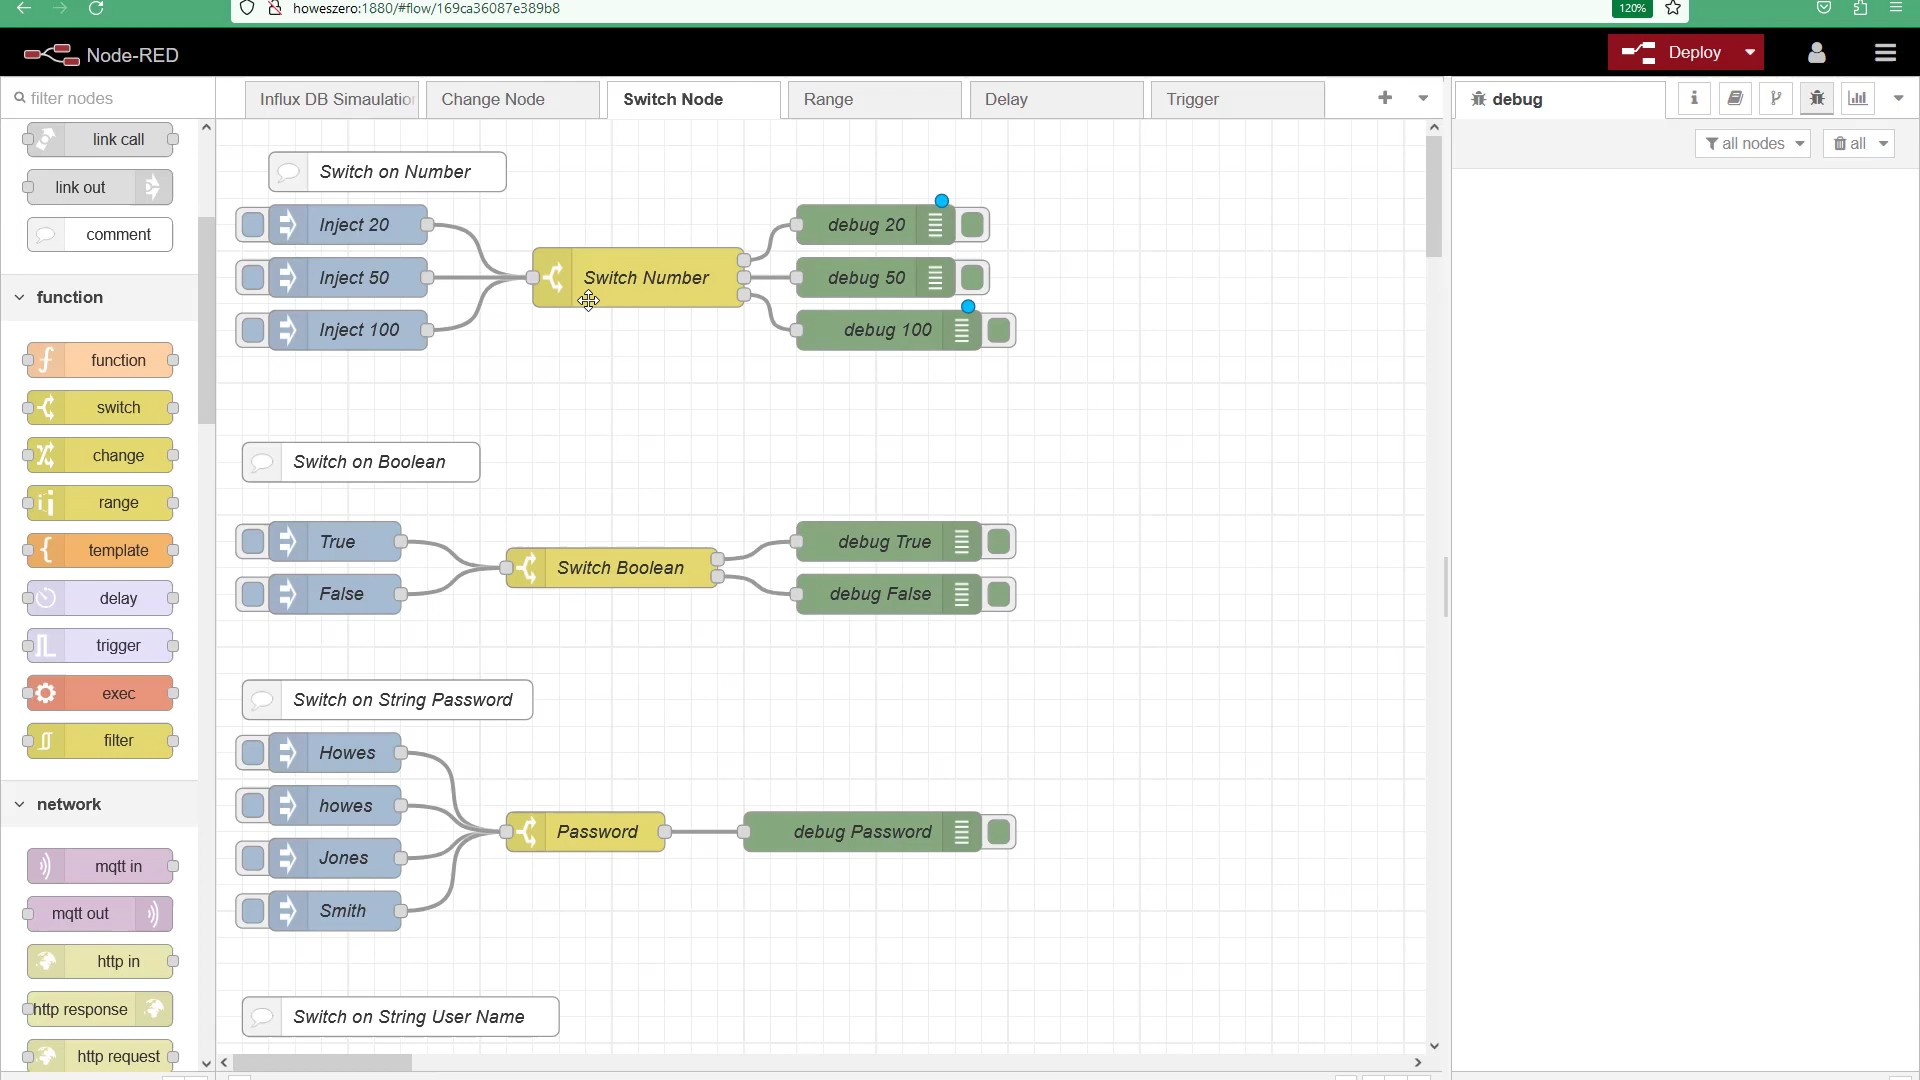 howeszero:1880/#flow/169ca36087e389b8
120%
Node-RED
Deploy
filter nodes
Influx DB Simaulation
Change Node
Switch Node
Range
Delay
Trigger
debug
i
all nodes
all
link call
link out
comment
function
function
switch
change
range
template
delay
trigger
exec
filter
network
mqtt in
mqtt out
http in
http response
http request
Switch on Number
Inject 20
Inject 50
Inject 100
Switch Number
debug 20
debug 50
debug 100
Switch on Boolean
True
False
Switch Boolean
debug True
debug False
Switch on String Password
Howes
howes
Jones
Smith
Password
debug Password
Switch on String User Name